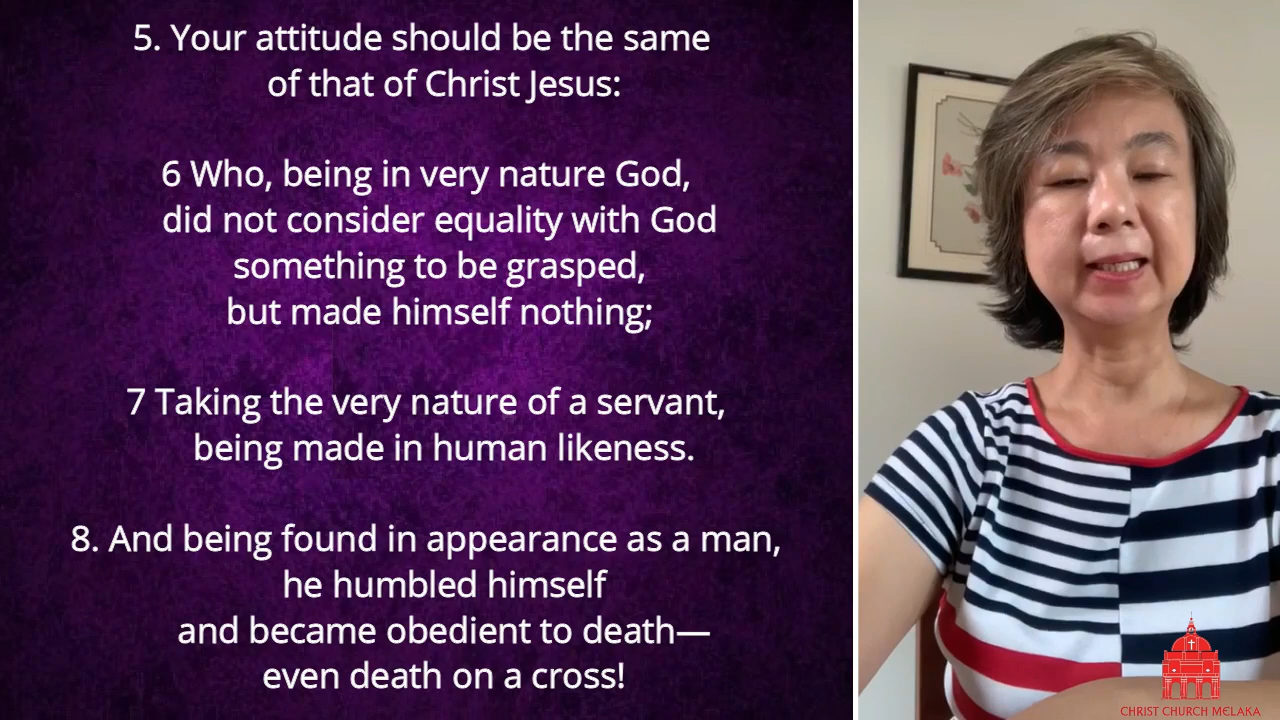 5. Your attitude should be the same
of that of Christ Jesus:
6 Who, being in very nature God,
did not consider equality with God
something to be grasped,
but made himself nothing;
7 Taking the very nature of a servant,
being made in human likeness.
8. And being found in appearance as a man,
he humbled himself
and became obedient to death—
even death on a cross!
CHRIST CHURCH MELAKA